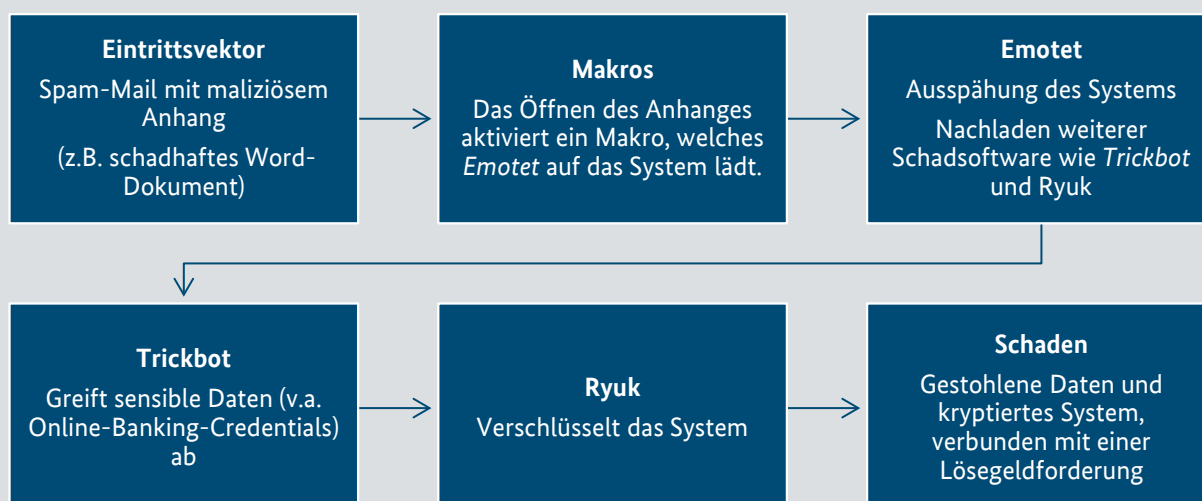 Eintrittsvektor
Spam-Mail mit maliziösem
Anhang
(z.B. schadhaftes Word-
Dokument)
Makros
Das Öffnen des Anhanges
aktiviert ein Makro, welches
Emotet auf das System lädt.
Emotet
Ausspähung des Systems
Nachladen weiterer
Schadsoftware wie Trickbot
und Ryuk
Trickbot
Greift sensible Daten (v.a.
Online-Banking-Credentials)
ab
Ryuk
Verschlüsselt das System
Schaden
Gestohlene Daten und
kryptiertes System,
verbunden mit einer
Lösegeldforderung